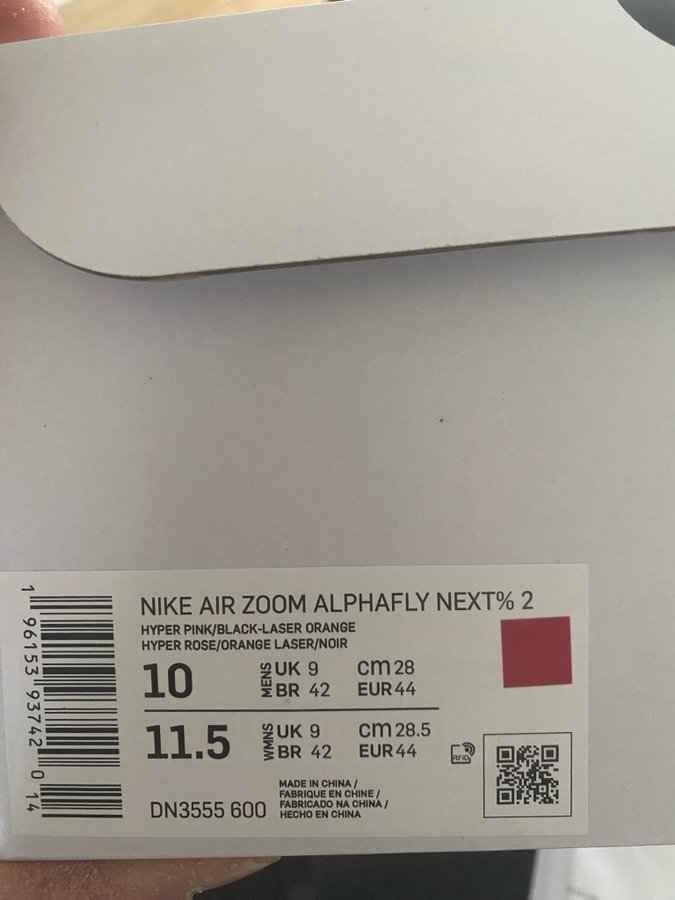 NIKE AIR ZOOM ALPHAFLY NEXT% 2
HYPER PINK/BLACK-LASER ORANGE
HYPER ROSE/ORANGE LASER/NOIR
10 MENS UK 9 cm 28
BR 42 EUR 44
11.5 WMNS UK 9 cm 28.5
BR 42 EUR 44
RFID
DN3555 600
MADE IN CHINA /
FABRIQUE EN CHINE /
FABRICADO NA CHINA /
HECHO EN CHINA
1 96153 93742 0 14